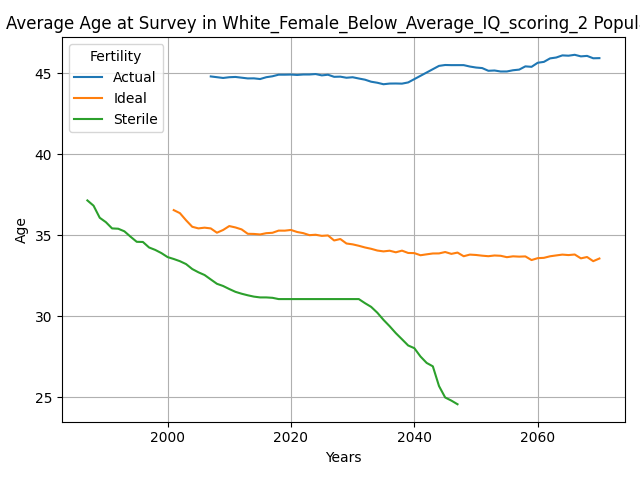 Average Age at Survey in White_Female_Below_Average_IQ_scoring_2 Popul
Fertility
Actual
Ideal
Sterile
45
40
35
30
25
Age
2000 2020 2040 2060
Years